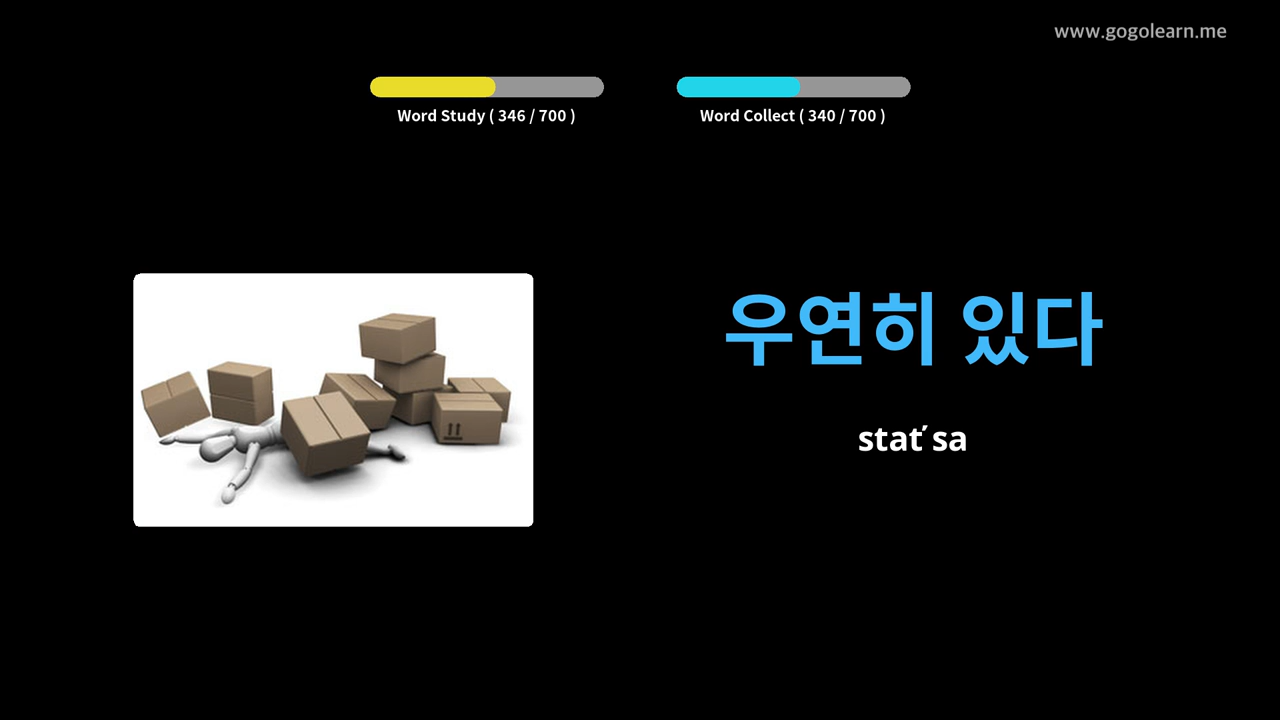 www.gogolearn.me
Word Study ( 346 / 700 )
Word Collect ( 340 / 700 )
우연히 있다
stať sa